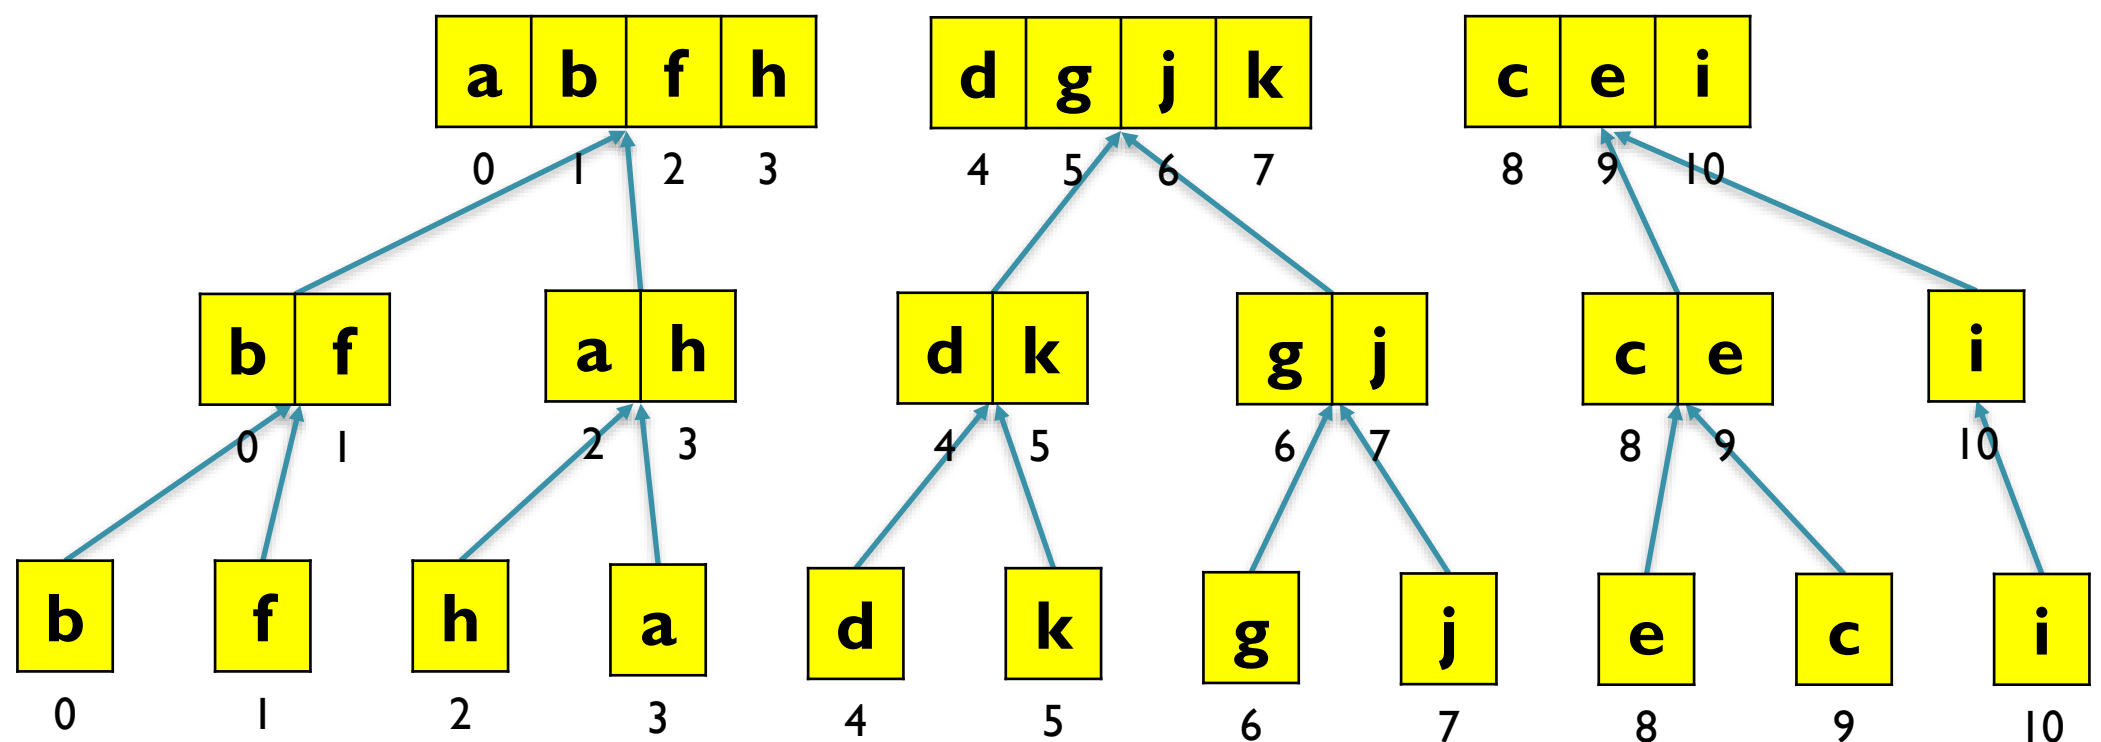 a b f h d g j k c e i
0 1 2 3 4 5 6 7 8 9 10
b f a h d k g j c e i
0 1 2 3 4 5 6 7 8 9 10
b f h a d k g j e c i
0 1 2 3 4 5 6 7 8 9 10